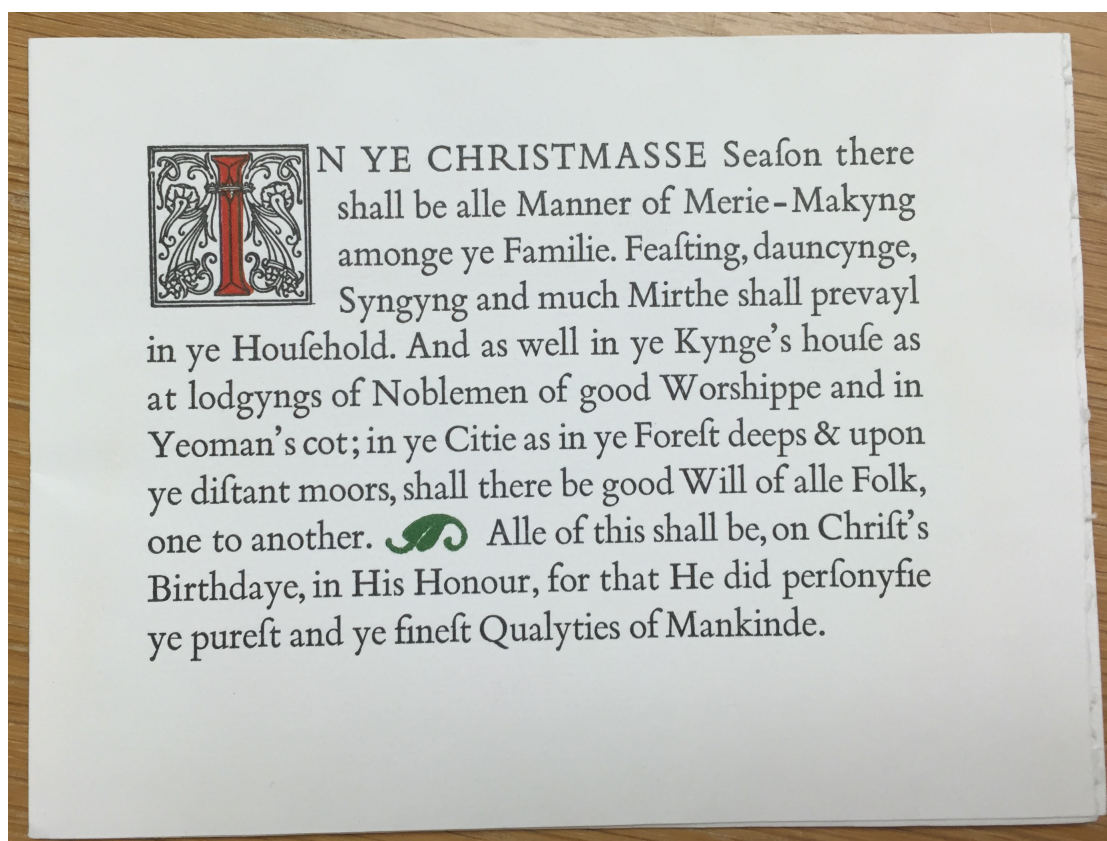 IN YE CHRISTMASSE Seaſon there
shall be alle Manner of Merie-Makyng
amonge ye Familie. Feaſting, dauncynge,
Syngyng and much Mirthe shall prevayl
in ye Houſehold. And as well in ye Kynge's houſe as
at lodgyngs of Noblemen of good Worshippe and in
Yeoman's cot; in ye Citie as in ye Foreſt deeps & upon
ye diſtant moors, shall there be good Will of alle Folk,
one to another. Alle of this shall be, on Chriſt's
Birthdaye, in His Honour, for that He did perſonyfie
ye pureſt and ye fineſt Qualyties of Mankinde.